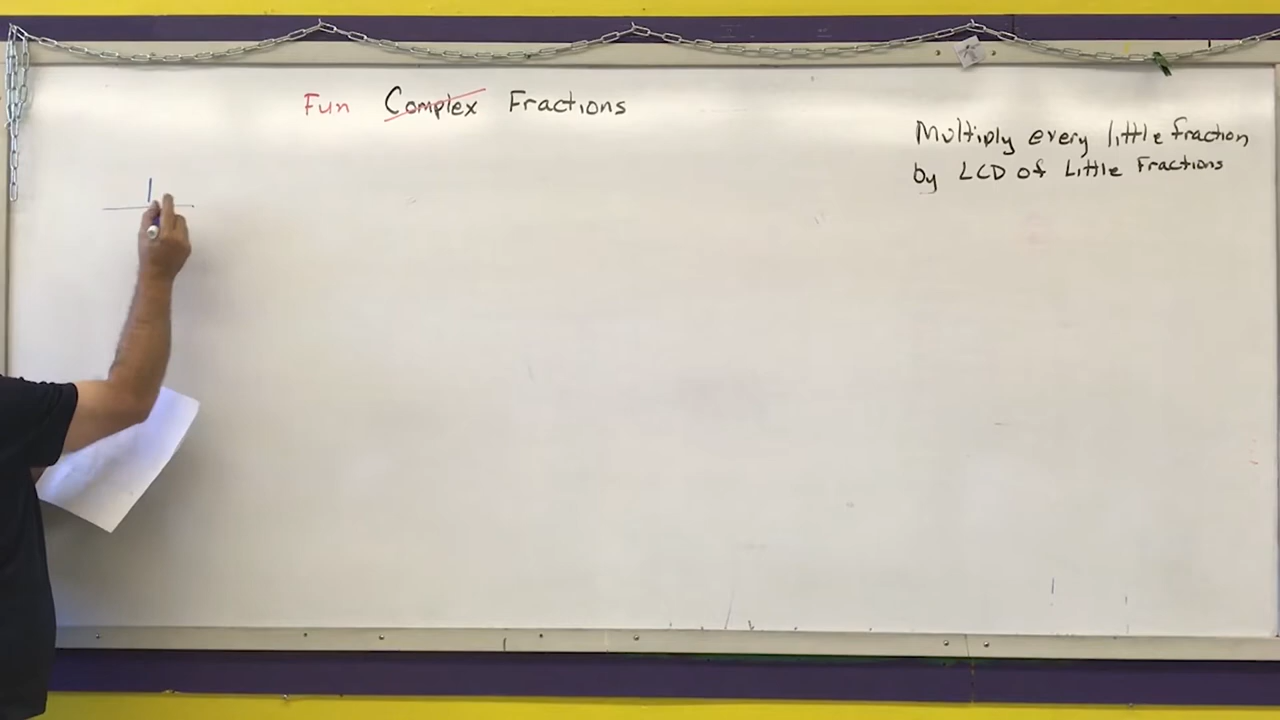 Fun Complex Fractions
Multiply every little fraction
by LCD of Little Fractions
1